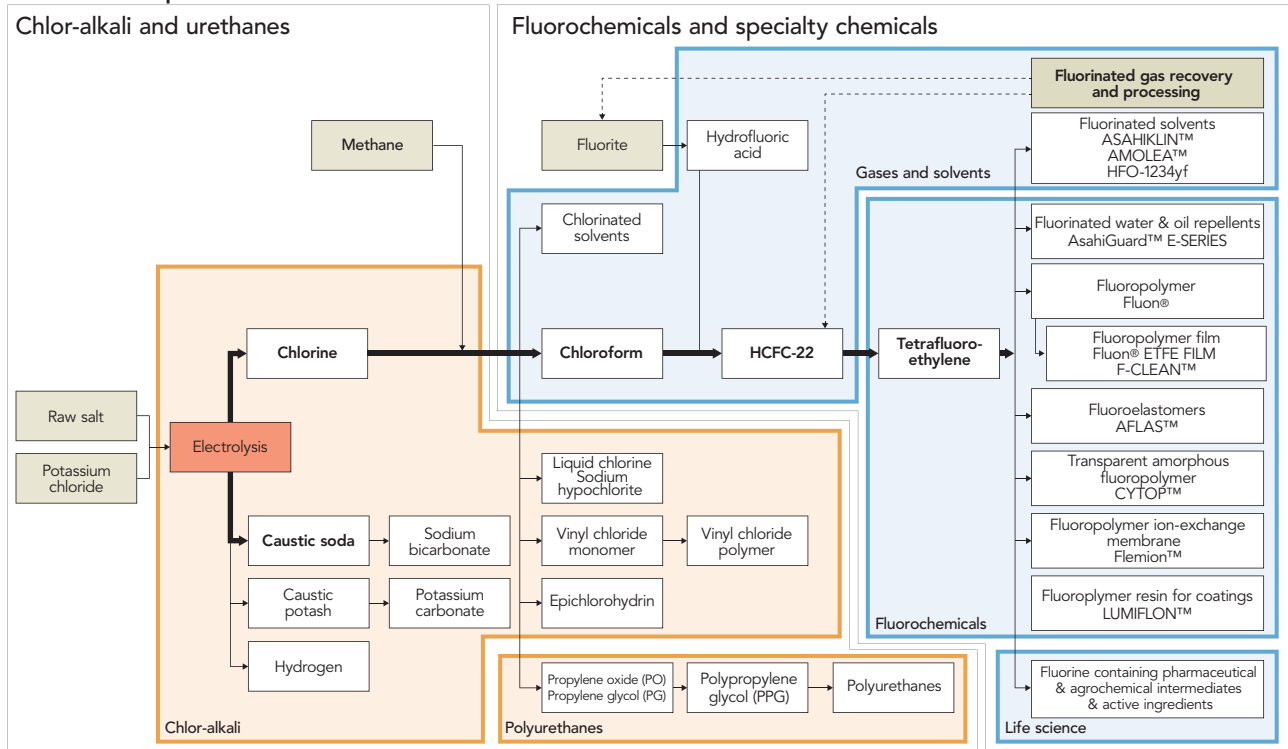 Chlor-alkali and urethanes
Fluorochemicals and specialty chemicals
Fluorinated gas recovery
and processing
Methane
Fluorite
Hydrofluoric
acid
Fluorinated solvents
ASAHIKLIN™
AMOLEA™
HFO-1234yf
Gases and solvents
Chlorinated
solvents
Fluorinated water & oil repellents
AsahiGuard™ E-SERIES
Fluoropolymer
Fluon®
Chlorine
Chloroform
HCFC-22
Tetrafluoro-
ethylene
Fluoropolymer film
Fluon® ETFE FILM
F-CLEAN™
Raw salt
Electrolysis
Potassium
chloride
Fluoroelastomers
AFLAS™
Liquid chlorine
Sodium
hypochlorite
Transparent amorphous
fluoropolymer
CYTOP™
Caustic soda
Sodium
bicarbonate
Vinyl chloride
monomer
Vinyl chloride
polymer
Fluoropolymer ion-exchange
membrane
Flemion™
Caustic
potash
Potassium
carbonate
Epichlorohydrin
Fluoplymer resin for coatings
LUMIFLON™
Fluorochemicals
Hydrogen
Propylene oxide (PO)
Propylene glycol (PG)
Polypropylene
glycol (PPG)
Polyurethanes
Fluorine containing pharmaceutical
& agrochemical intermediates
& active ingredients
Chlor-alkali
Polyurethanes
Life science